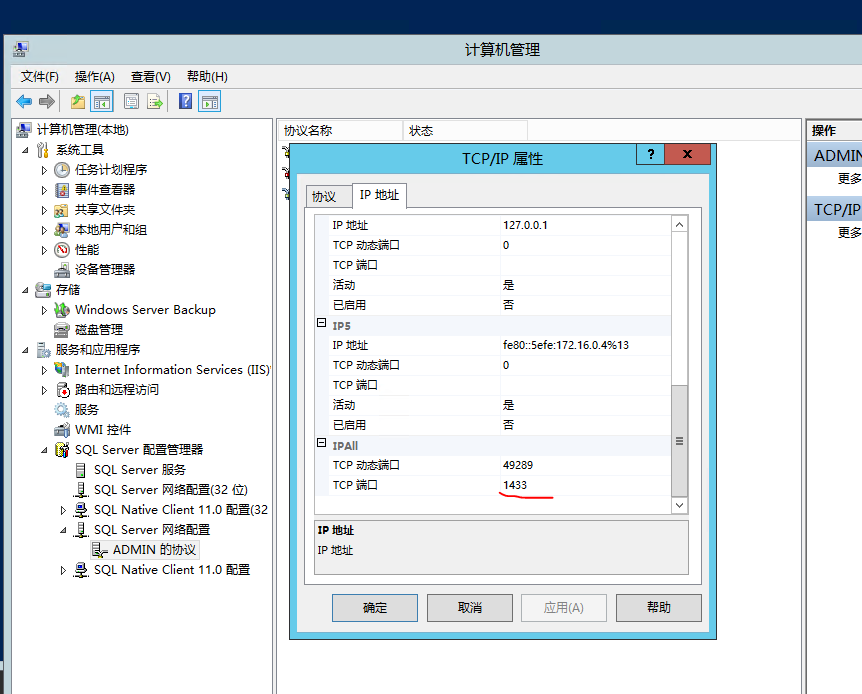 计算机管理
文件(F) 操作(A) 查看(V) 帮助(H)
计算机管理(本地)
系统工具
任务计划程序
事件查看器
共享文件夹
本地用户和组
性能
设备管理器
存储
Windows Server Backup
磁盘管理
服务和应用程序
Internet Information Services (IIS)
路由和远程访问
服务
WMI 控件
SQL Server 配置管理器
SQL Server 服务
SQL Server 网络配置(32 位)
SQL Native Client 11.0 配置(32
SQL Server 网络配置
ADMIN 的协议
SQL Native Client 11.0 配置
协议名称 状态
TCP/IP 属性
? x
协议 IP 地址
IP 地址 127.0.0.1
TCP 动态端口 0
TCP 端口
活动 是
已启用 否
IP5
IP 地址 fe80::5efe:172.16.0.4%13
TCP 动态端口 0
TCP 端口
活动 是
已启用 否
IPAll
TCP 动态端口 49289
TCP 端口 1433
IP 地址
IP 地址
确定 取消 应用(A) 帮助
操作
ADMIN
更多
TCP/IP
更多